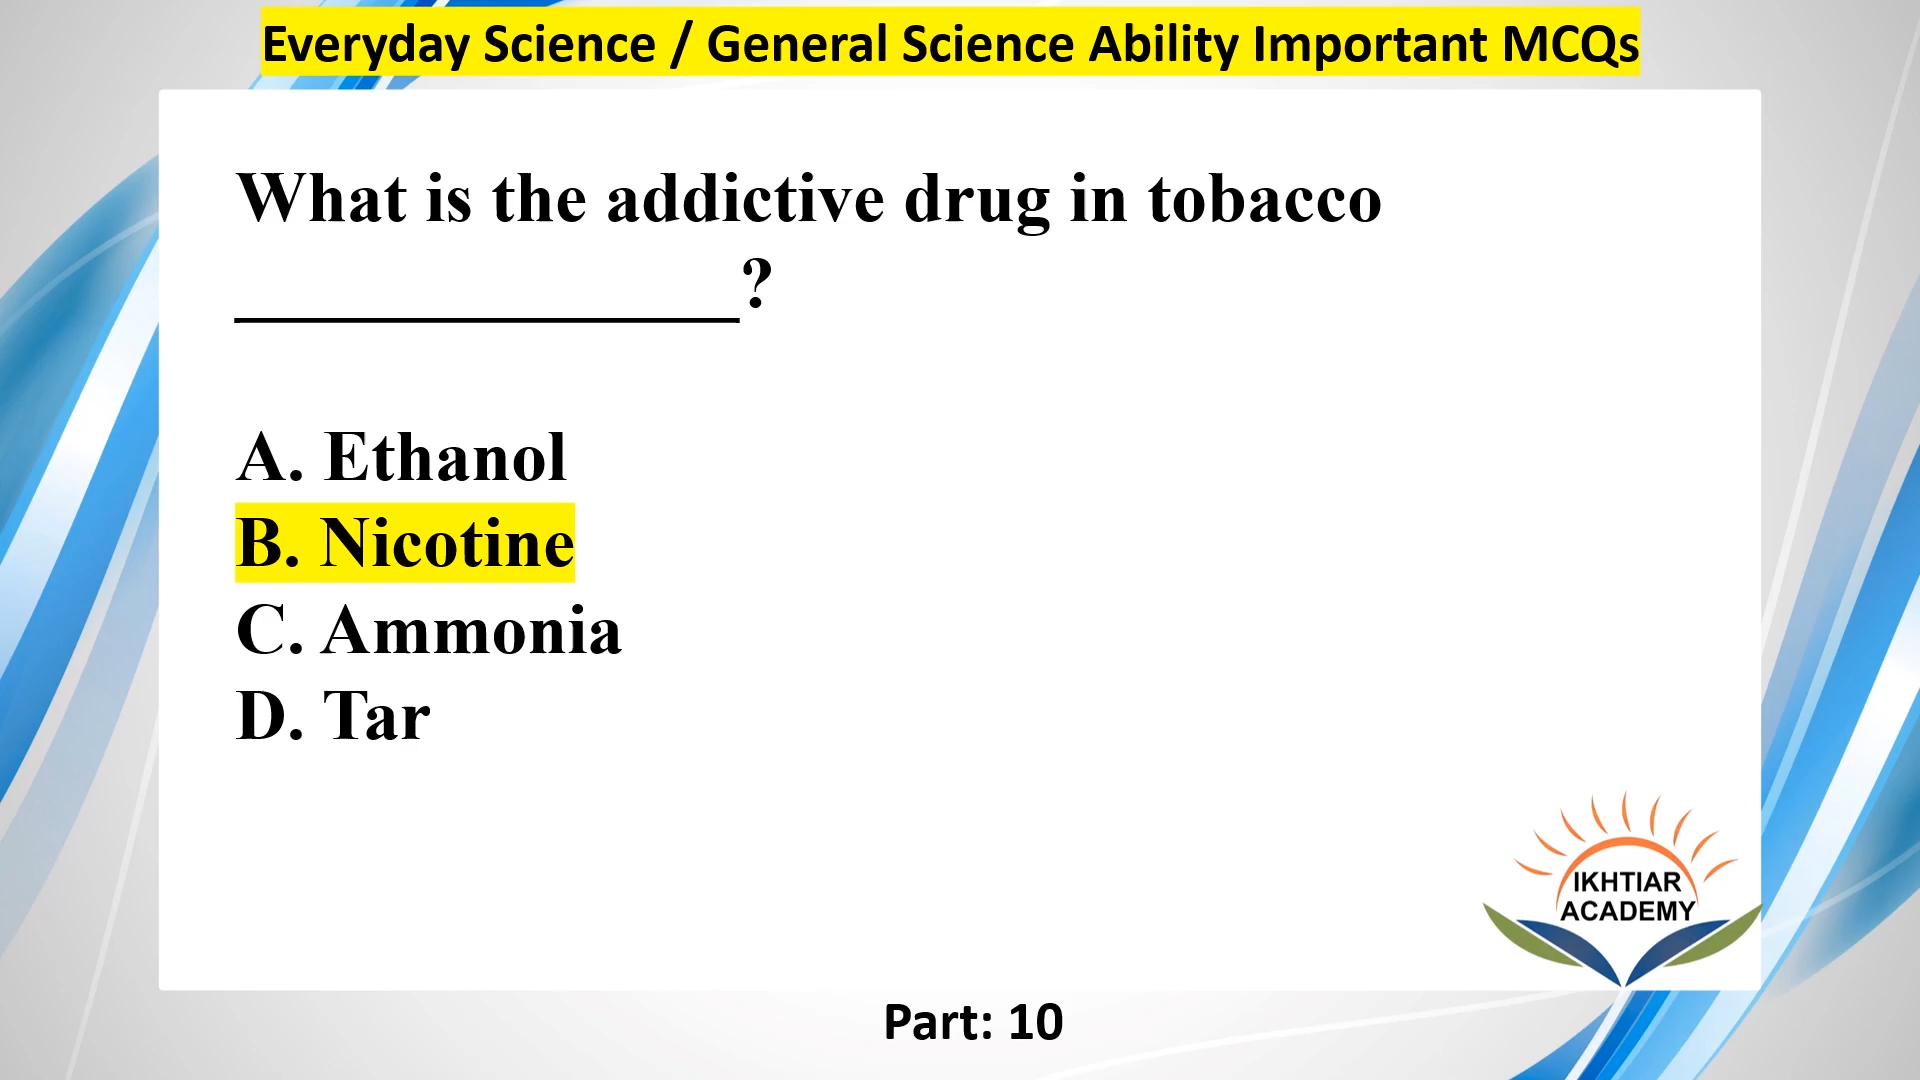 Everyday Science / General Science Ability Important MCQs
What is the addictive drug in tobacco
______________?
A. Ethanol
B. Nicotine
C. Ammonia
D. Tar
IKHTIAR
ACADEMY
Part: 10